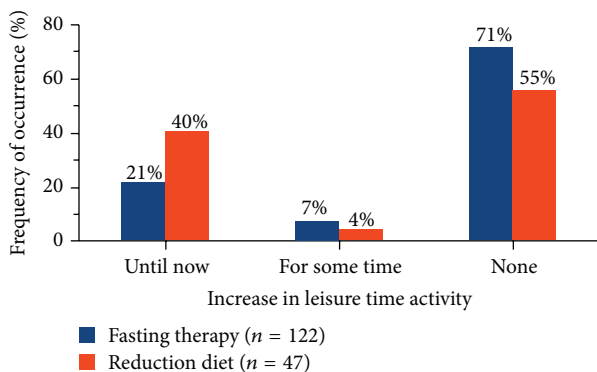 Frequency of occurrence (%)
80
60
40
20
0
21%
40%
7%
4%
71%
55%
Until now
For some time
None
Increase in leisure time activity
Fasting therapy (n = 122)
Reduction diet (n = 47)